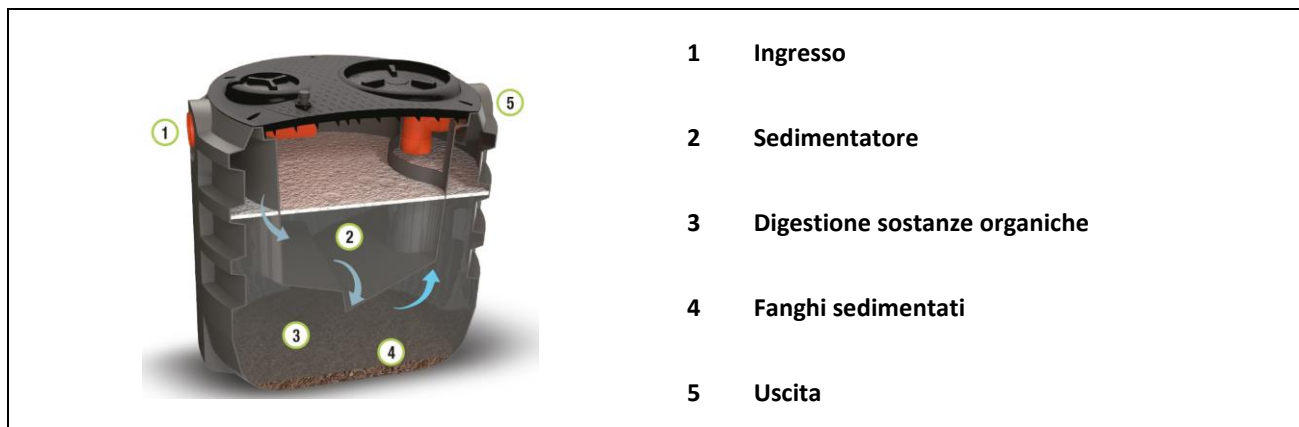 1
5
2
3
4
1 Ingresso
2 Sedimentatore
3 Digestione sostanze organiche
4 Fanghi sedimentati
5 Uscita